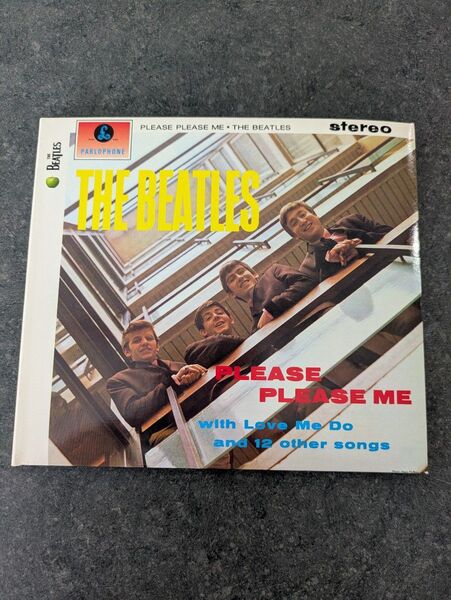 THE BEATLES
PARLOPHONE
PLEASE PLEASE ME • THE BEATLES
stereo
THE BEATLES
PLEASE
PLEASE ME
with Love Me Do
and 12 other songs